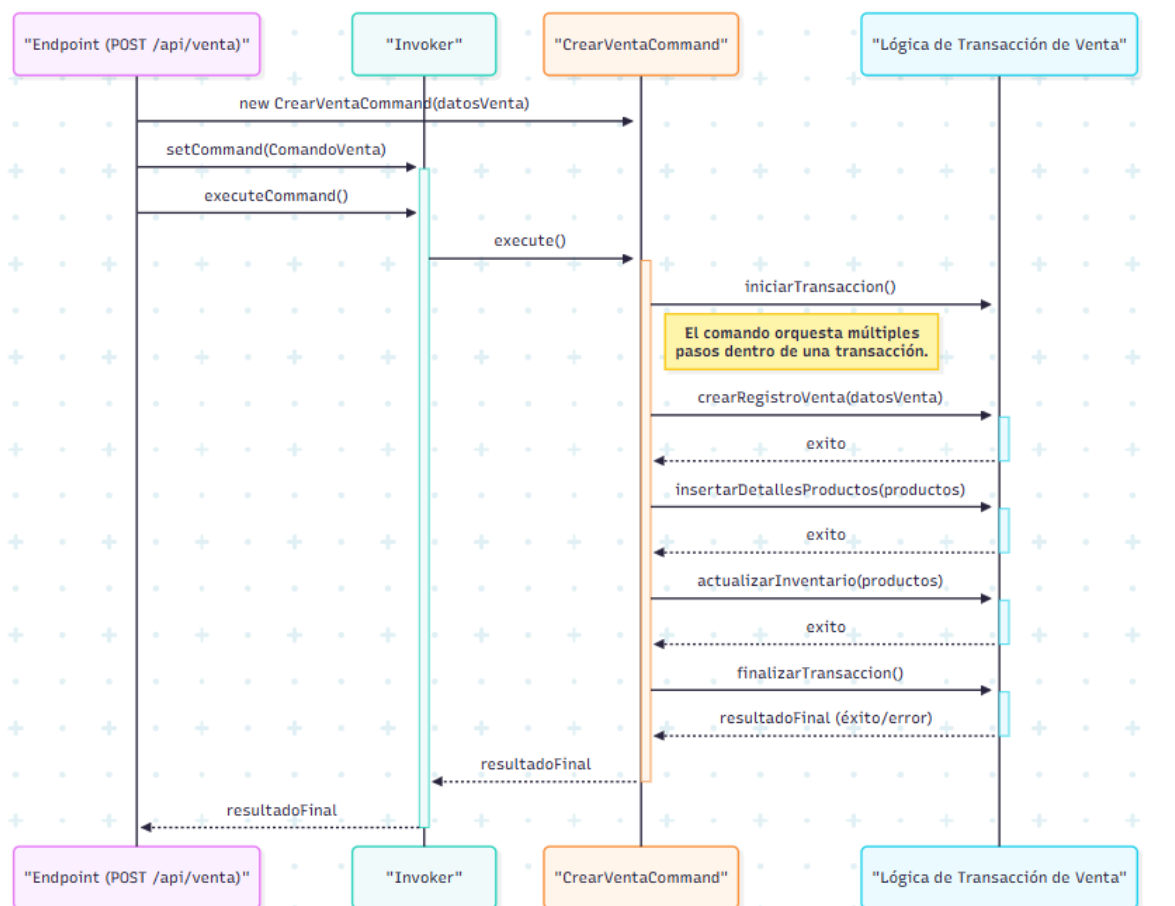 "Endpoint (POST /api/venta)"
"Invoker"
"CrearVentaCommand"
"Lógica de Transacción de Venta"
new CrearVentaCommand(datosVenta)
setCommand(ComandoVenta)
executeCommand()
execute()
iniciarTransaccion()
El comando orquesta múltiples
pasos dentro de una transacción.
crearRegistroVenta(datosVenta)
exito
insertarDetallesProductos(productos)
exito
actualizarInventario(productos)
exito
finalizarTransaccion()
resultadoFinal (éxito/error)
resultadoFinal
resultadoFinal
"Endpoint (POST /api/venta)"
"Invoker"
"CrearVentaCommand"
"Lógica de Transacción de Venta"